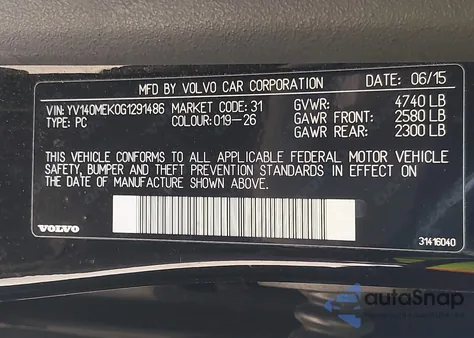 MFD BY VOLVO CAR CORPORATION DATE: 06/15
VIN: YV140MEK0G1291486 MARKET CODE: 31 GVWR: 4740 LB
TYPE: PC COLOUR: 019-26 GAWR FRONT: 2580 LB
GAWR REAR: 2300 LB
THIS VEHICLE CONFORMS TO ALL APPLICABLE FEDERAL MOTOR VEHICLE
SAFETY, BUMPER AND THEFT PREVENTION STANDARDS IN EFFECT ON
THE DATE OF MANUFACTURE SHOWN ABOVE.
VOLVO 31416040
autoSnap